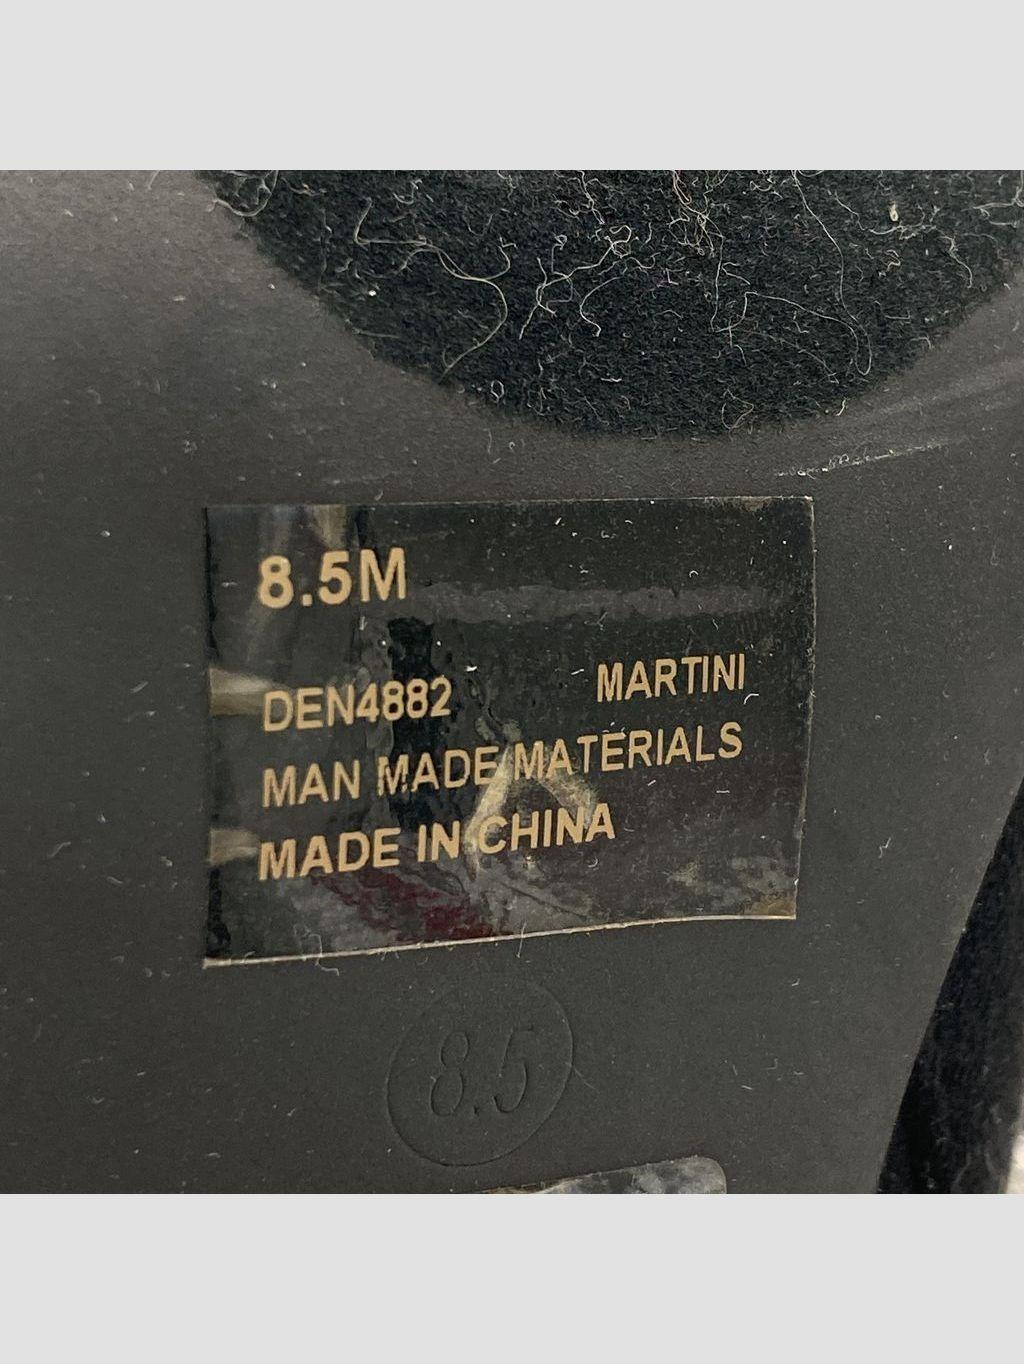 8.5M
DEN4882 MARTINI
MAN MADE MATERIALS
MADE IN CHINA
8.5